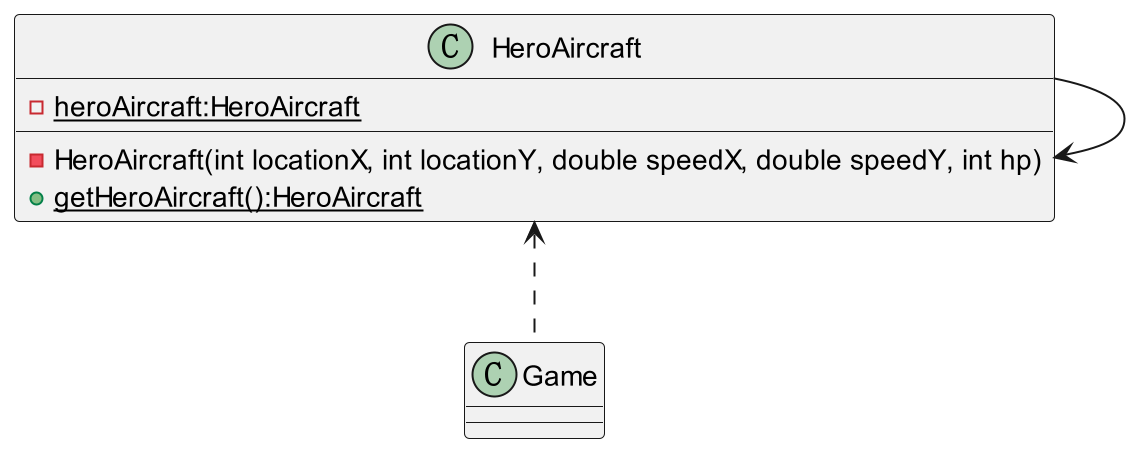 C HeroAircraft
heroAircraft:HeroAircraft
HeroAircraft(int locationX, int locationY, double speedX, double speedY, int hp)
getHeroAircraft():HeroAircraft
C Game